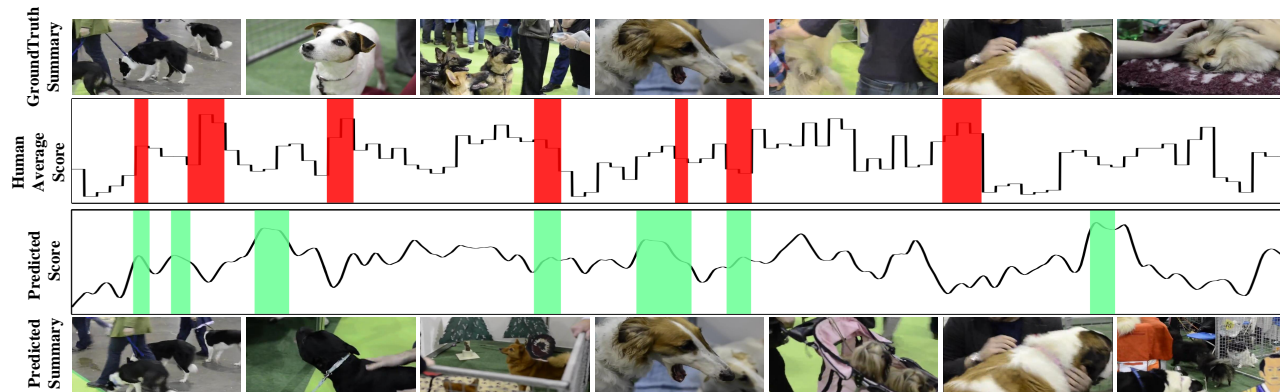 GroundTruth
Summary
Human
Average
Score
Predicted
Score
Predicted
Summary